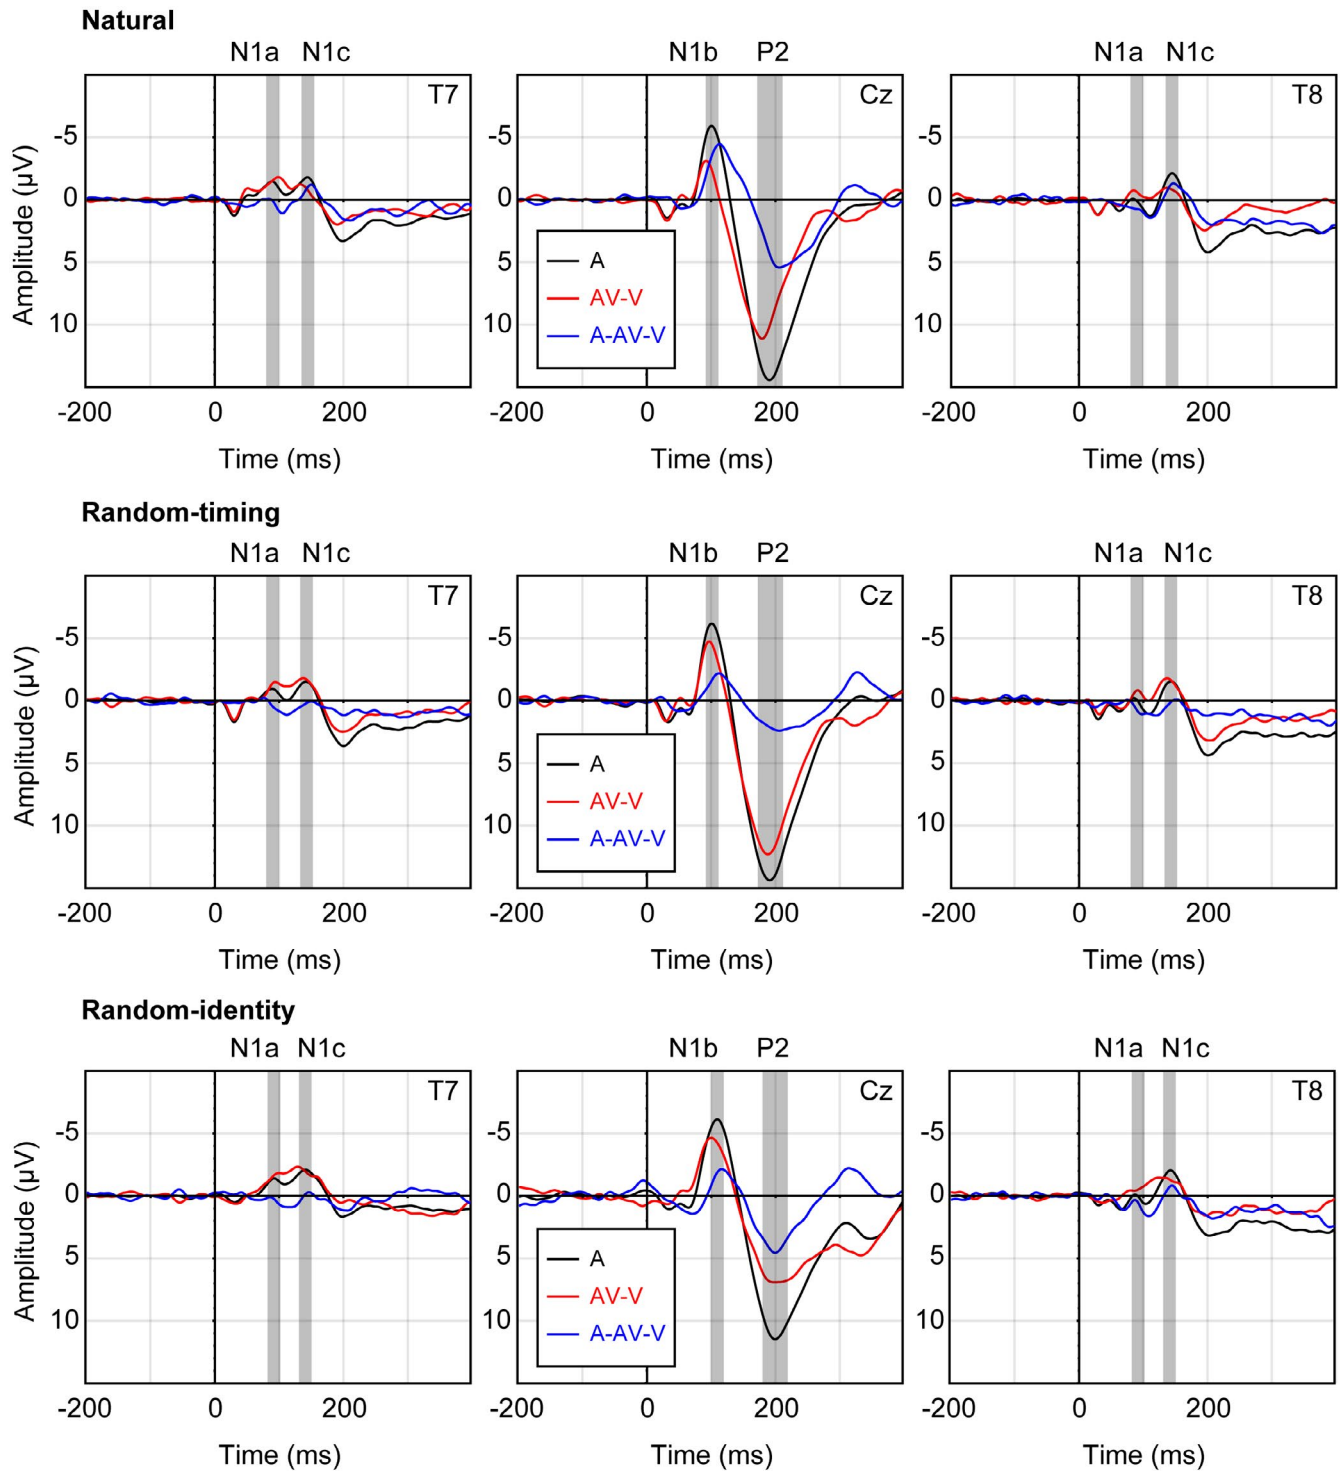 Natural
N1a N1c N1b P2 N1a N1c
T7 Cz T8
-5 -5 -5
0 0 0
5 5 5
10 10 10
Amplitude (µV)
A
AV-V
A-AV-V
-200 0 200 -200 0 200 -200 0 200
Time (ms) Time (ms) Time (ms)
Random-timing
N1a N1c N1b P2 N1a N1c
T7 Cz T8
-5 -5 -5
0 0 0
5 5 5
10 10 10
Amplitude (µV)
A
AV-V
A-AV-V
-200 0 200 -200 0 200 -200 0 200
Time (ms) Time (ms) Time (ms)
Random-identity
N1a N1c N1b P2 N1a N1c
T7 Cz T8
-5 -5 -5
0 0 0
5 5 5
10 10 10
Amplitude (µV)
A
AV-V
A-AV-V
-200 0 200 -200 0 200 -200 0 200
Time (ms) Time (ms) Time (ms)